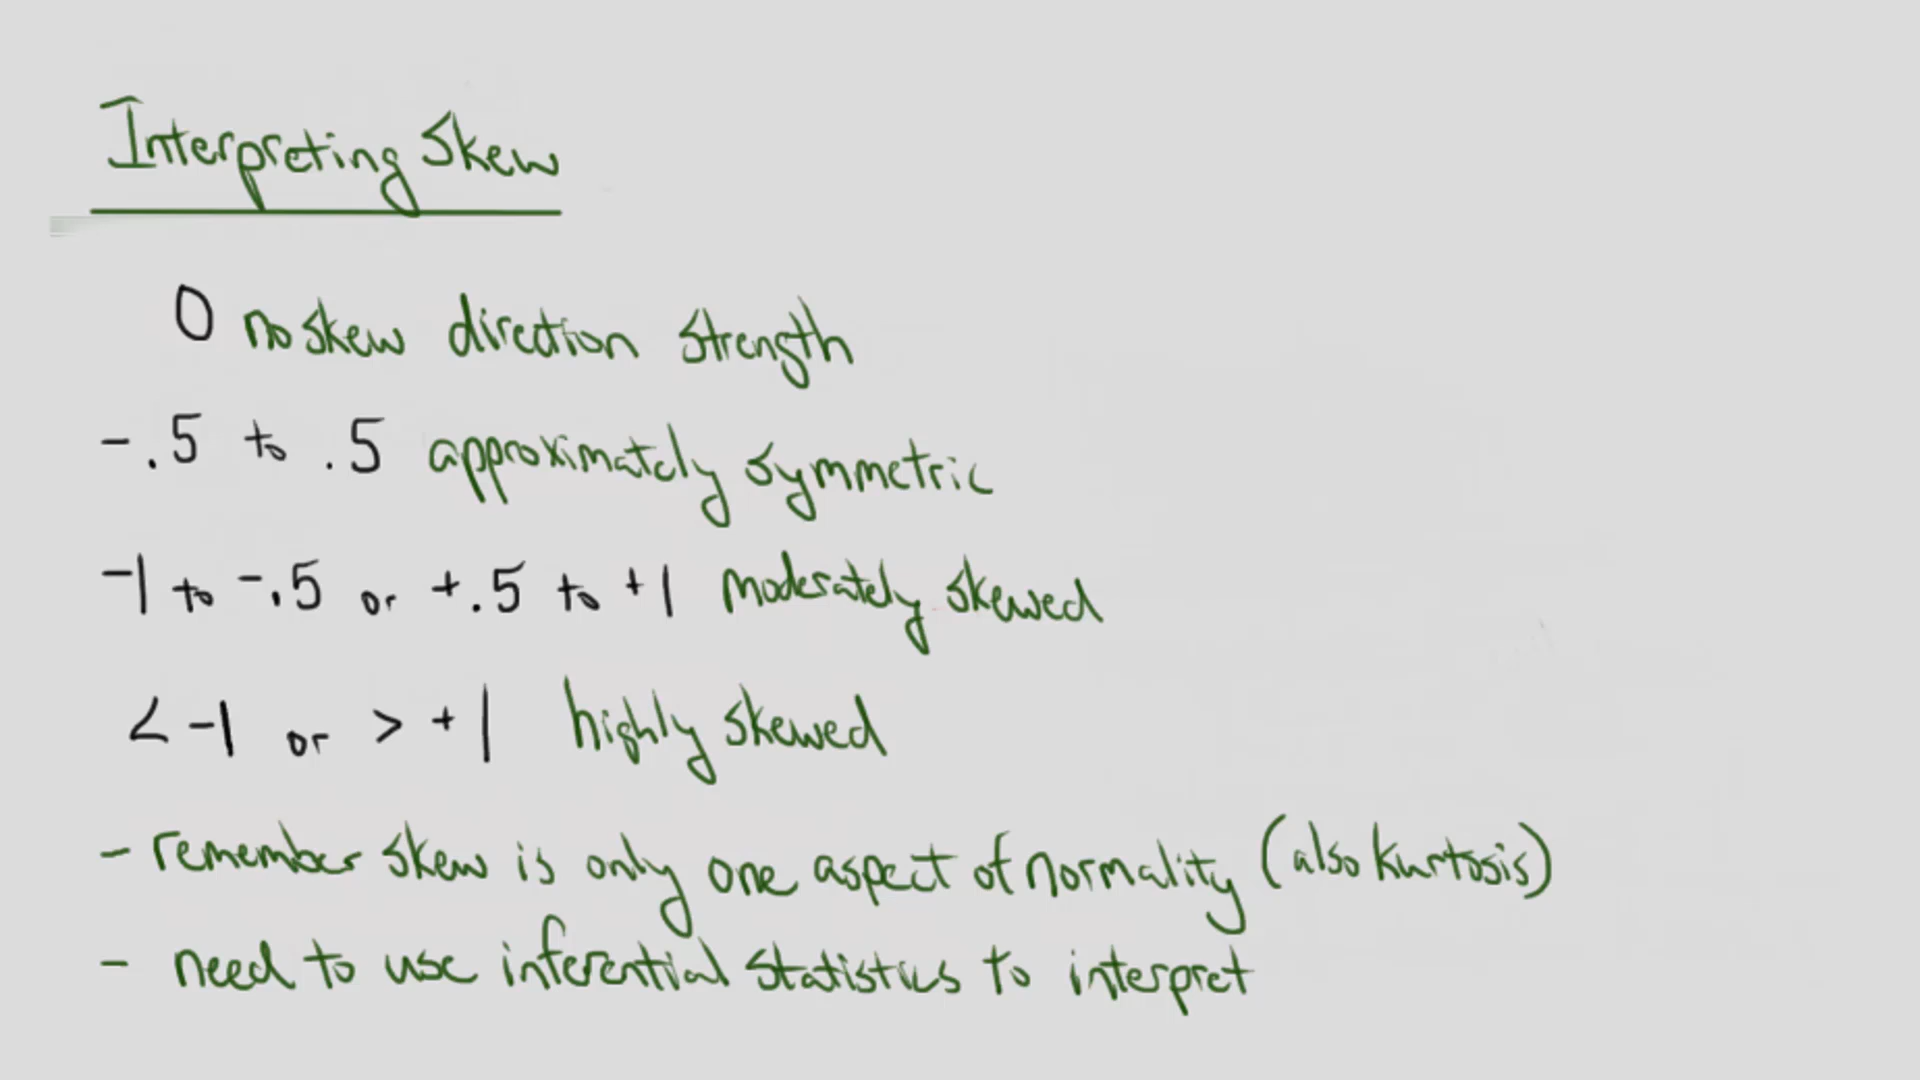 Interpreting Skew
0 no skew direction strength
-.5 to .5 approximately symmetric
-1 to -.5 or +.5 to +1 moderately skewed
< -1 or > +1 highly skewed
- remember skew is only one aspect of normality (also kurtosis)
- need to use inferential statistics to interpret